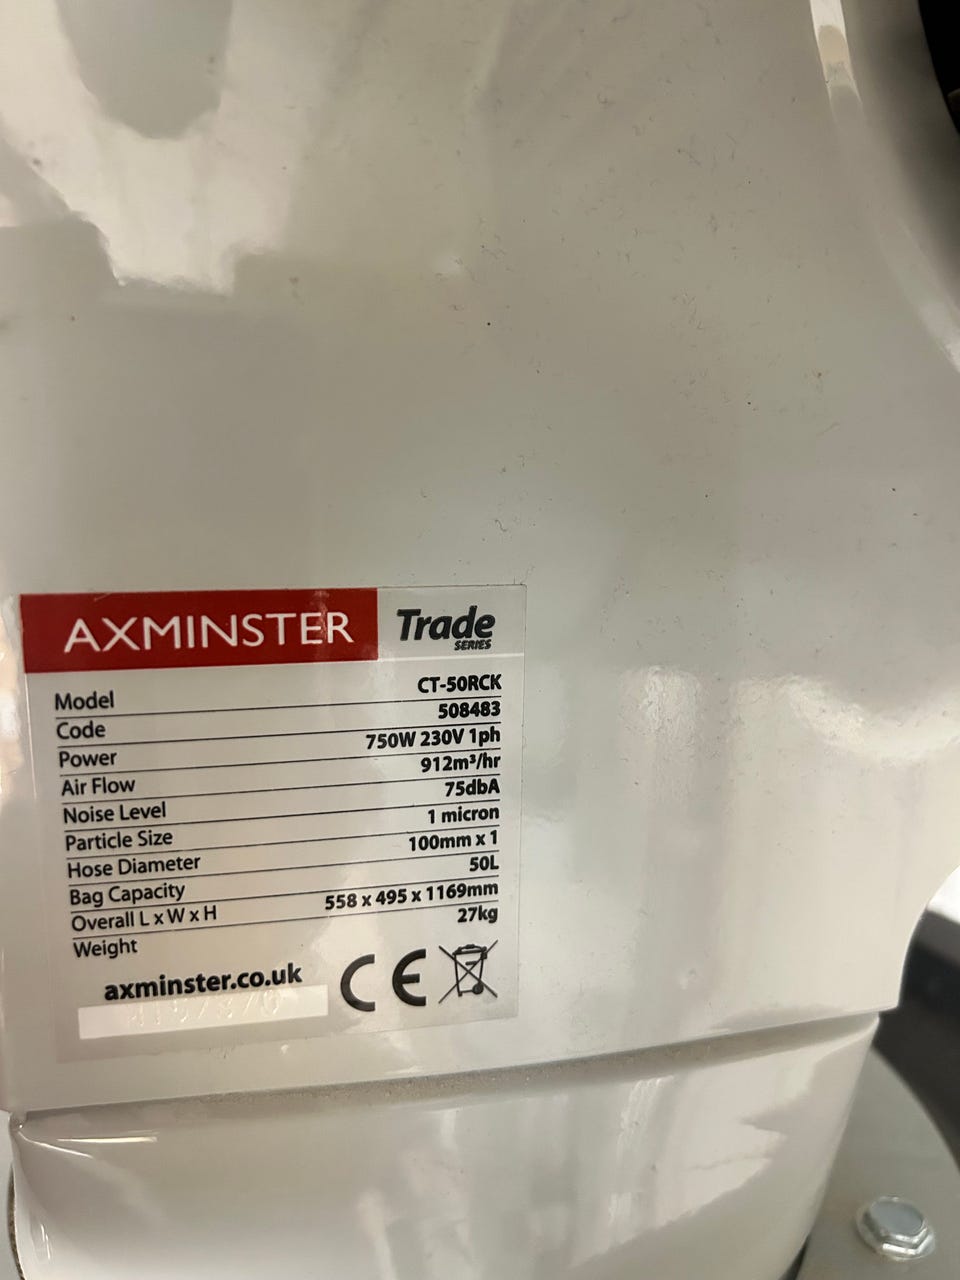 AXMINSTER Trade
SERIES
Model CT-50RCK
Code 508483
Power 750W 230V 1ph
Air Flow 912m³/hr
Noise Level 75dbA
Particle Size 1 micron
Hose Diameter 100mm x 1
Bag Capacity 50L
Overall L x W x H 558 x 495 x 1169mm
Weight 27kg
axminster.co.uk CE